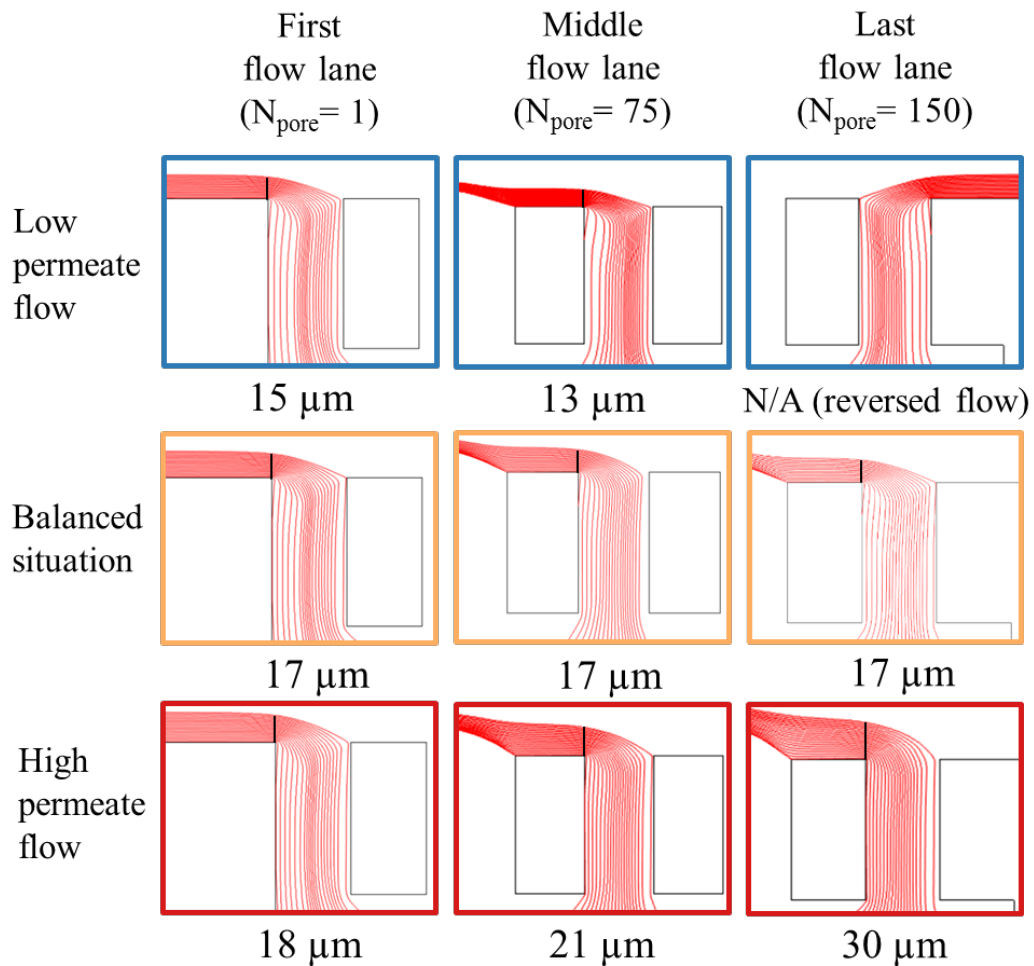 First
flow lane
(Npore= 1)
Middle
flow lane
(Npore= 75)
Last
flow lane
(Npore= 150)
Low
permeate
flow
15 µm
13 µm
N/A (reversed flow)
Balanced
situation
17 µm
17 µm
17 µm
High
permeate
flow
18 µm
21 µm
30 µm